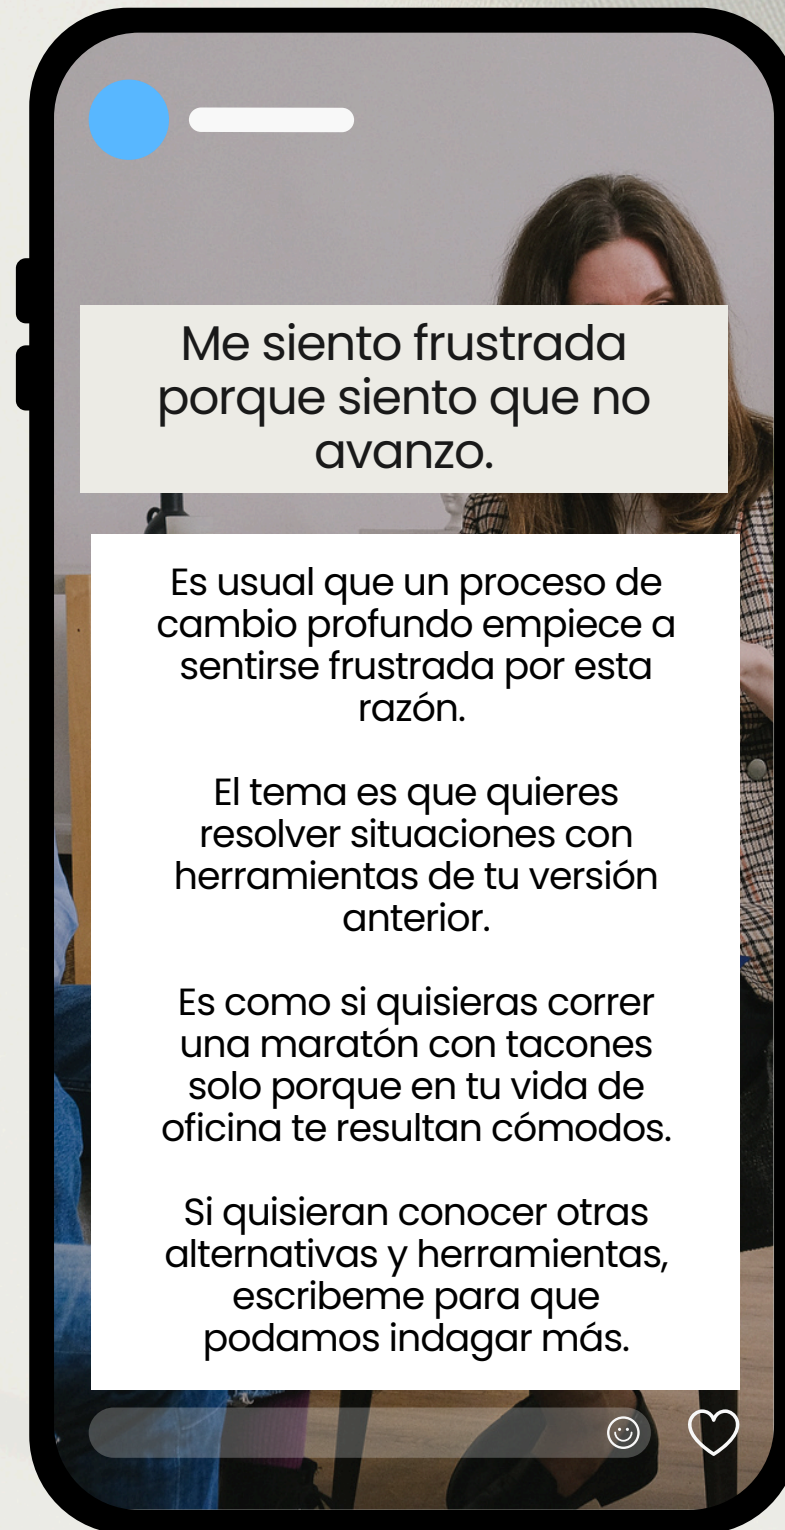 Me siento frustrada
porque siento que no
avanzo.
Es usual que un proceso de
cambio profundo empiece a
sentirse frustrada por esta
razón.
El tema es que quieres
resolver situaciones con
herramientas de tu versión
anterior.
Es como si quisieras correr
una maratón con tacones
solo porque en tu vida de
oficina te resultan cómodos.
Si quisieran conocer otras
alternativas y herramientas,
escribeme para que
podamos indagar más.